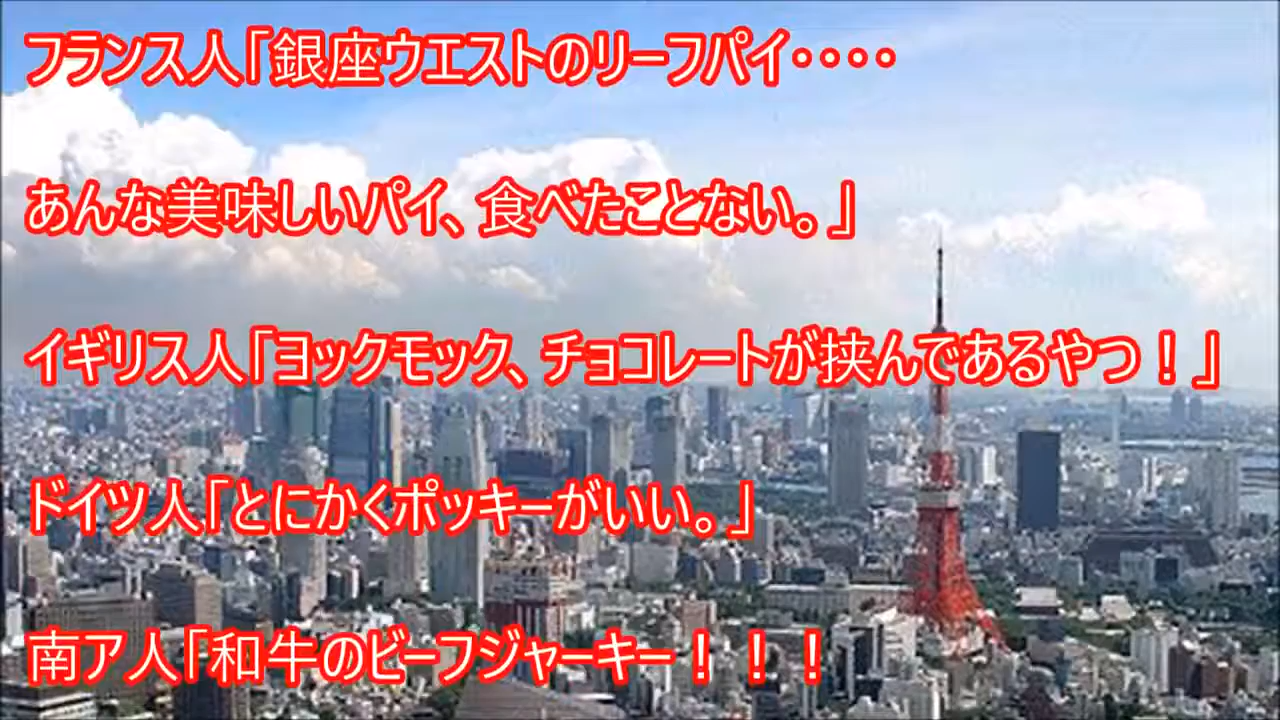 フランス人「銀座ウエストのリーフパイ････
あんな美味しいパイ、食べたことない。」
イギリス人「ヨックモック、チョコレートが挟んであるやつ！」
ドイツ人「とにかくポッキーがいい。」
南ア人「和牛のビーフジャーキー！！！